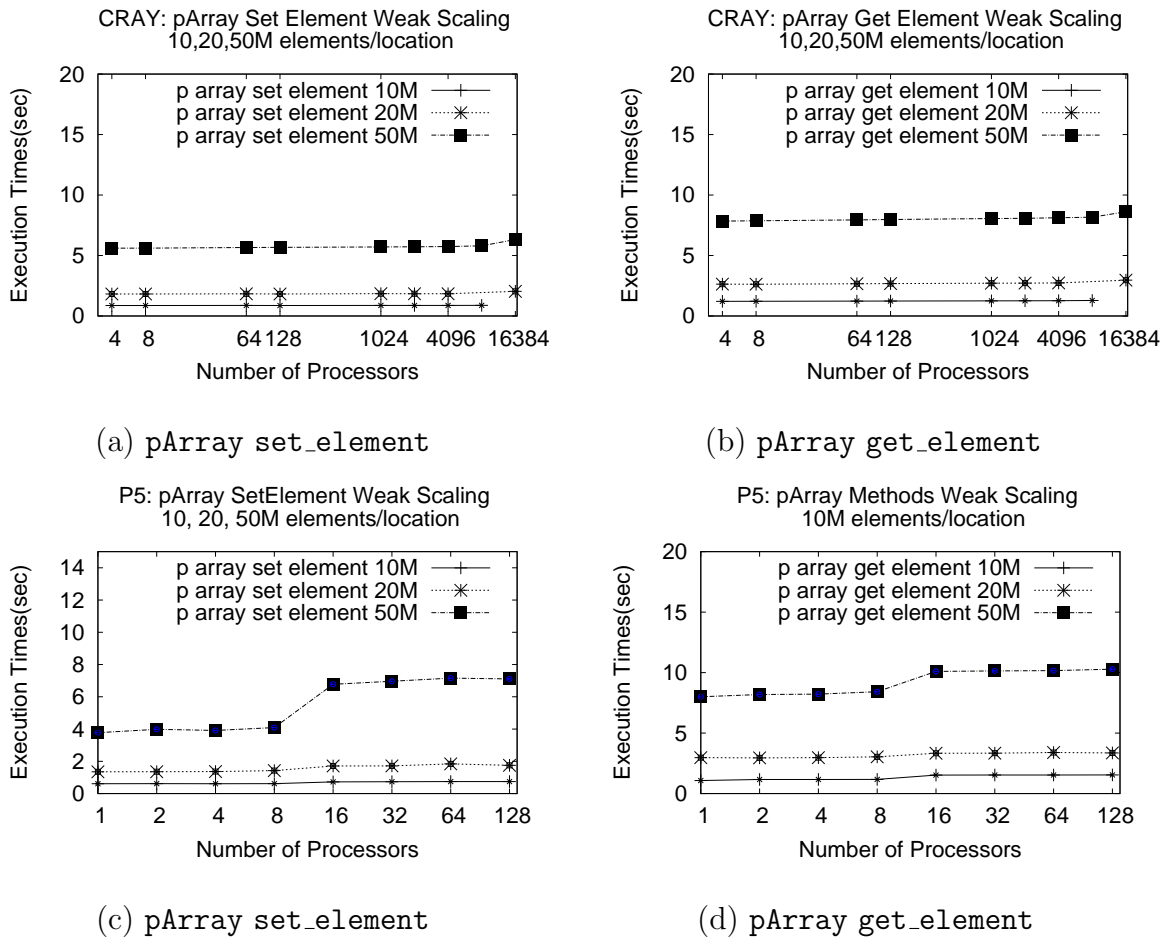 CRAY: pArray Set Element Weak Scaling
10,20,50M elements/location
20
15
10
5
0
Execution Times(sec)
p array set element 10M
p array set element 20M
p array set element 50M
4 8 64 128 1024 4096 16384
Number of Processors
(a) pArray set_element
CRAY: pArray Get Element Weak Scaling
10,20,50M elements/location
20
15
10
5
0
Execution Times(sec)
p array get element 10M
p array get element 20M
p array get element 50M
4 8 64 128 1024 4096 16384
Number of Processors
(b) pArray get_element
P5: pArray SetElement Weak Scaling
10, 20, 50M elements/location
14
12
10
8
6
4
2
0
Execution Times(sec)
p array set element 10M
p array set element 20M
p array set element 50M
1 2 4 8 16 32 64 128
Number of Processors
(c) pArray set_element
P5: pArray Methods Weak Scaling
10M elements/location
20
15
10
5
0
Execution Times(sec)
p array get element 10M
p array get element 20M
p array get element 50M
1 2 4 8 16 32 64 128
Number of Processors
(d) pArray get_element